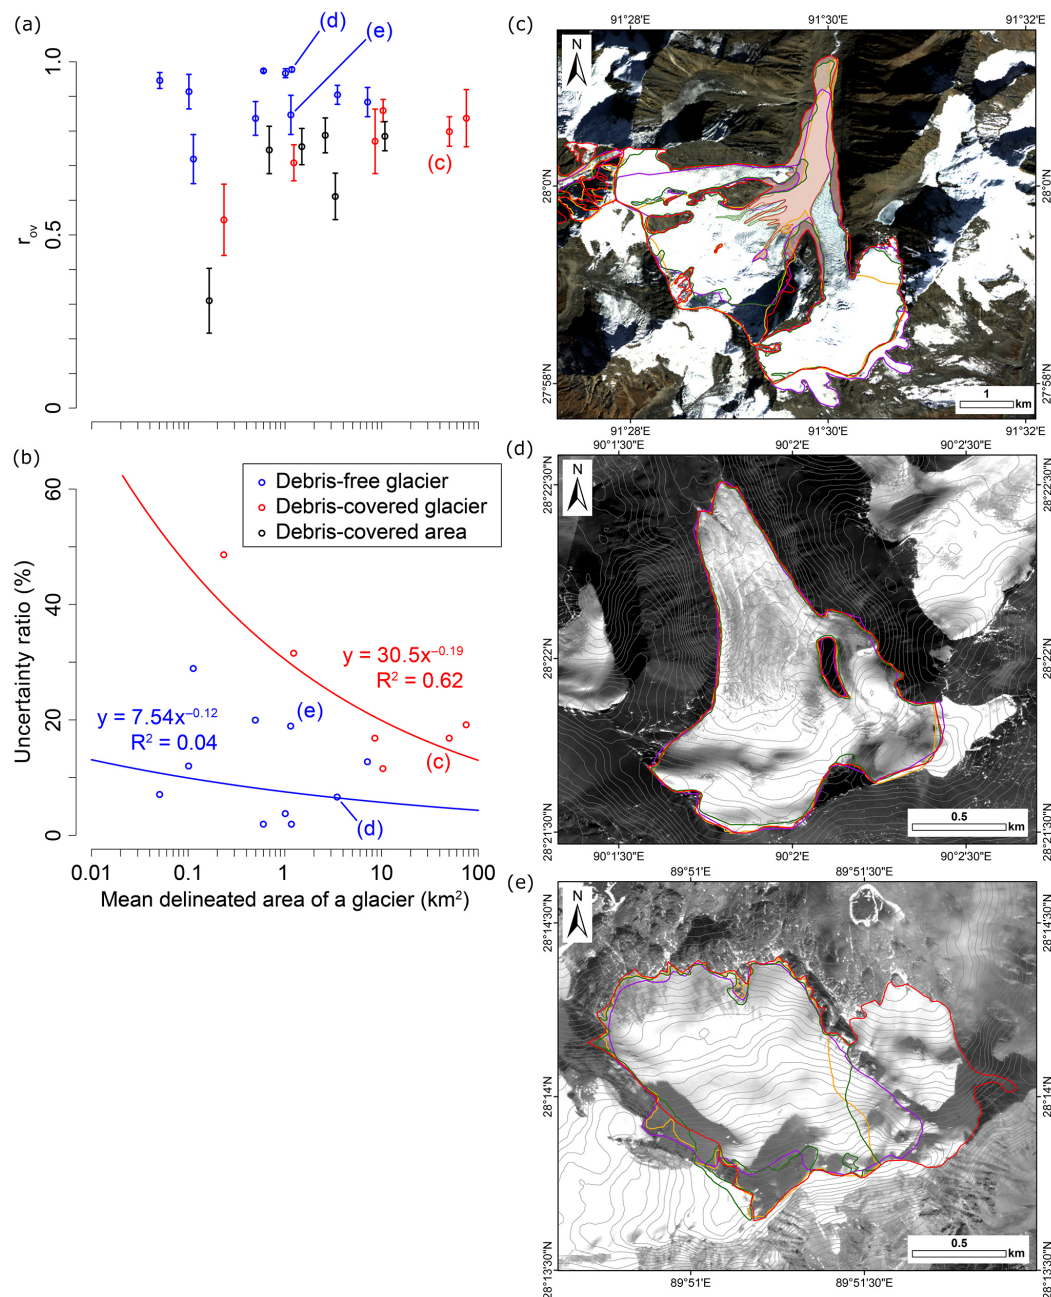 (a)
(d)
(e)
1.0
0.5
0
r_ov
(c)
(b)
Debris-free glacier
Debris-covered glacier
Debris-covered area
60
40
20
0
Uncertainty ratio (%)
y = 30.5x^–0.19
R² = 0.62
y = 7.54x^–0.12
R² = 0.04
(e)
(c)
(d)
0.01 0.1 1 10 100
Mean delineated area of a glacier (km²)
(c)
91°28'E 91°30'E 91°32'E
N
28°0'N
28°0'N
27°58'N
27°58'N
1
km
91°28'E 91°30'E 91°32'E
(d)
90°1'30"E 90°2'E 90°2'30"E
N
28°22'30"N
28°22'30"N
28°22'N
28°22'N
28°21'30"N
28°21'30"N
0.5
km
90°1'30"E 90°2'E 90°2'30"E
(e)
89°51'E 89°51'30"E
N
28°14'30"N
28°14'30"N
28°14'N
28°14'N
28°13'30"N
28°13'30"N
0.5
km
89°51'E 89°51'30"E